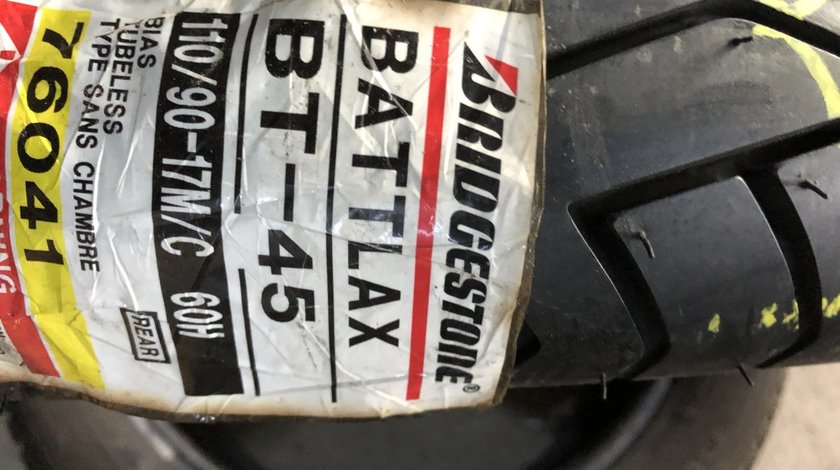 BRIDGESTONE®
BATTLAX
BT-45
110/90-17M/C 60H
REAR
BIAS
TUBELESS
TYPE SANS CHAMBRE
76041